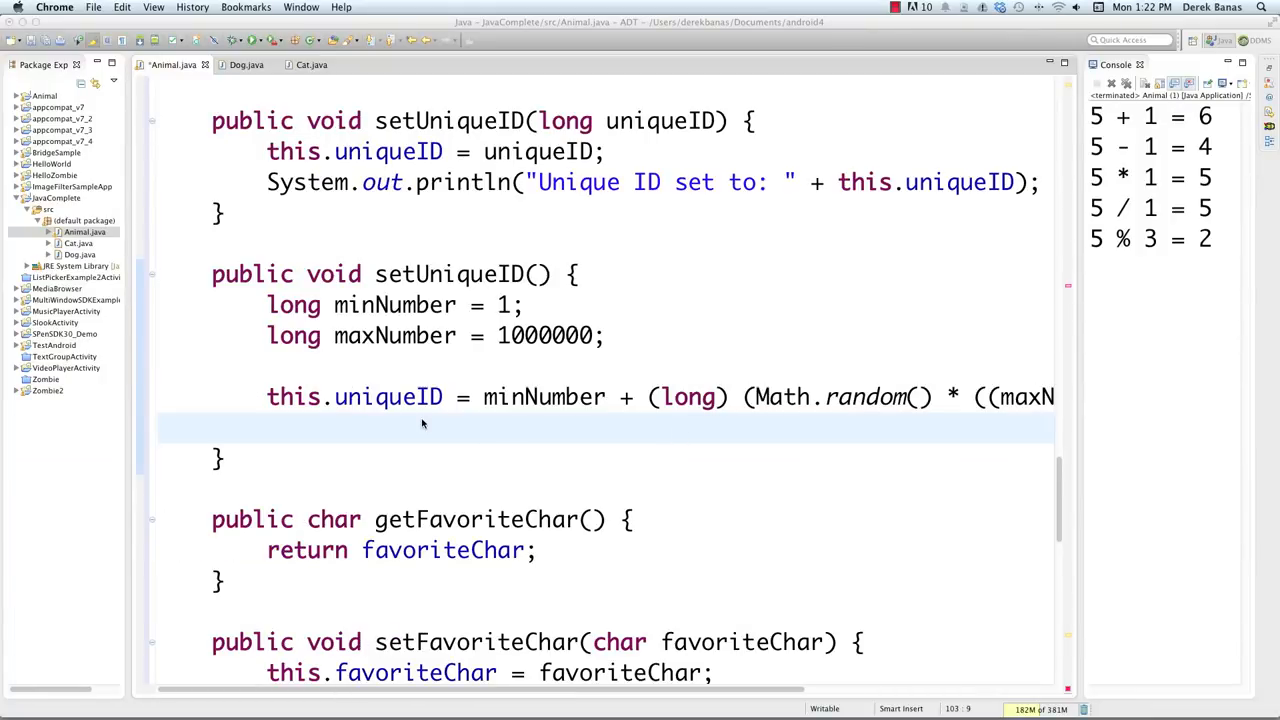 Chrome File Edit View History Bookmarks Window Help 10 Mon 1:22 PM Derek Banas
Java - JavaComplete/src/Animal.java - ADT - /Users/derekbanas/Documents/android4
Quick Access Java DDMS
Package Exp
Animal
appcompat_v7
appcompat_v7_2
appcompat_v7_3
appcompat_v7_4
BridgeSample
HelloWorld
HelloZombie
ImageFilterSampleApp
JavaComplete
src
(default package)
Animal.java
Cat.java
Dog.java
JRE System Library [Ja
ListPickerExample2Activi
MediaBrowser
MultiWindowSDKExample
MusicPlayerActivity
SlookActivity
SPenSDK30_Demo
TestAndroid
TextGroupActivity
VideoPlayerActivity
Zombie
Zombie2
*Animal.java Dog.java Cat.java
public void setUniqueID(long uniqueID) {
this.uniqueID = uniqueID;
System.out.println("Unique ID set to: " + this.uniqueID);
}
public void setUniqueID() {
long minNumber = 1;
long maxNumber = 1000000;
this.uniqueID = minNumber + (long) (Math.random() * ((maxN
}
public char getFavoriteChar() {
return favoriteChar;
}
public void setFavoriteChar(char favoriteChar) {
this.favoriteChar = favoriteChar;
Console
<terminated> Animal (1) [Java Application] /S
5 + 1 = 6
5 - 1 = 4
5 * 1 = 5
5 / 1 = 5
5 % 3 = 2
Writable Smart Insert 103 : 9 182M of 381M